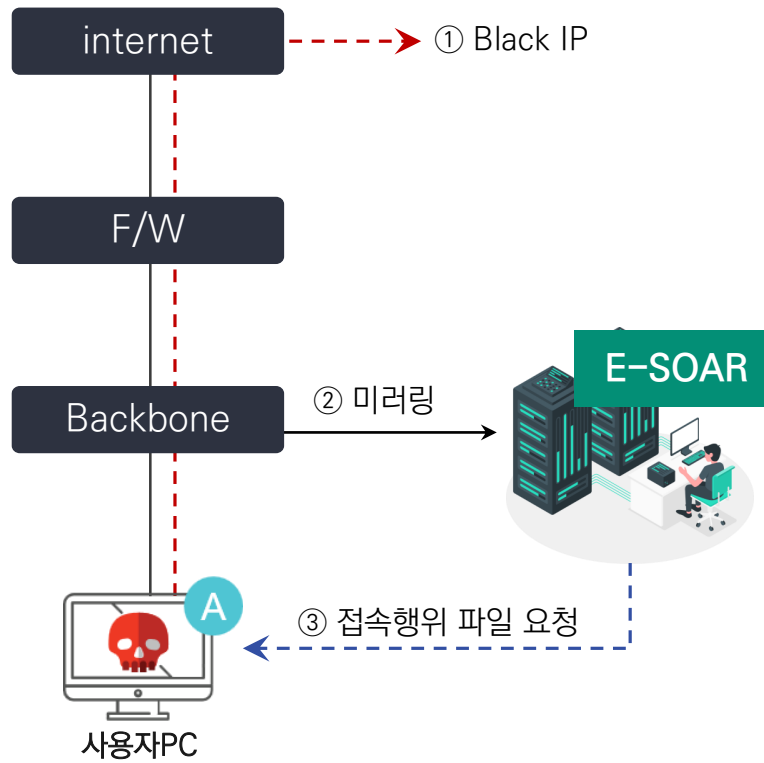 internet
① Black IP
F/W
E-SOAR
Backbone
② 미러링
A
③ 접속행위 파일 요청
사용자PC